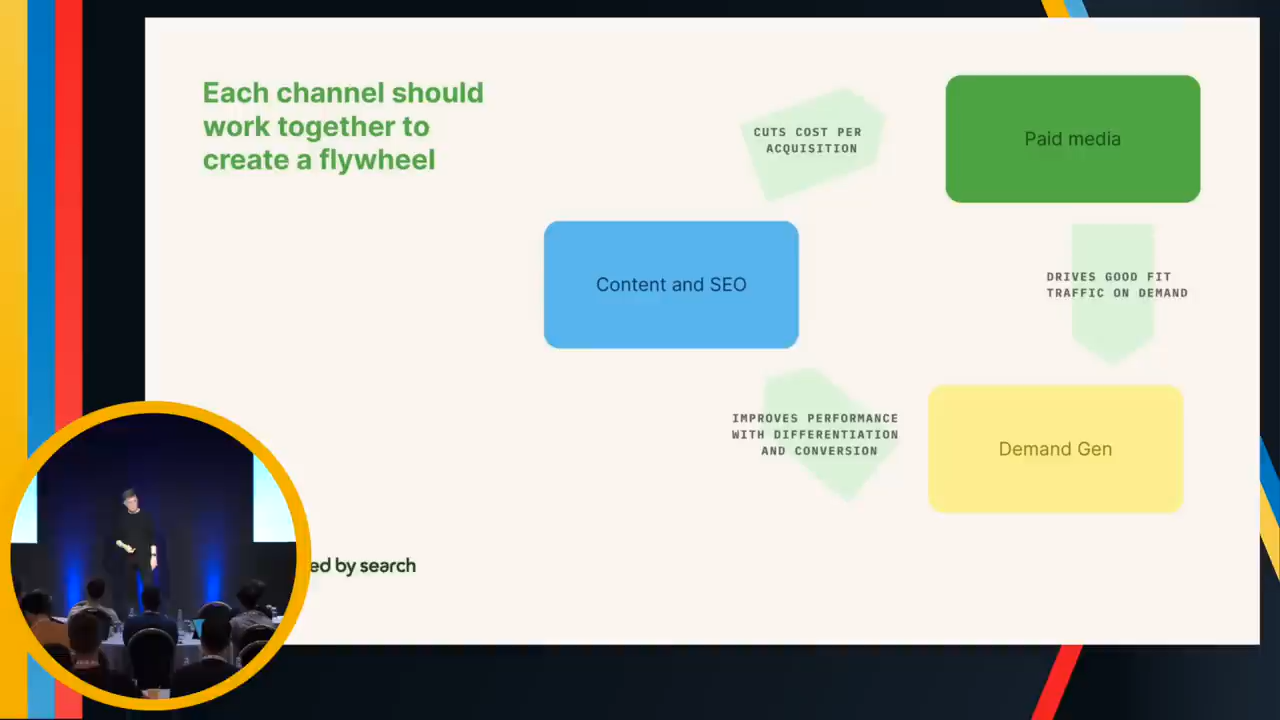 Each channel should
work together to
create a flywheel
CUTS COST PER
ACQUISITION
Paid media
Content and SEO
DRIVES GOOD FIT
TRAFFIC ON DEMAND
IMPROVES PERFORMANCE
WITH DIFFERENTIATION
AND CONVERSION
Demand Gen
by search